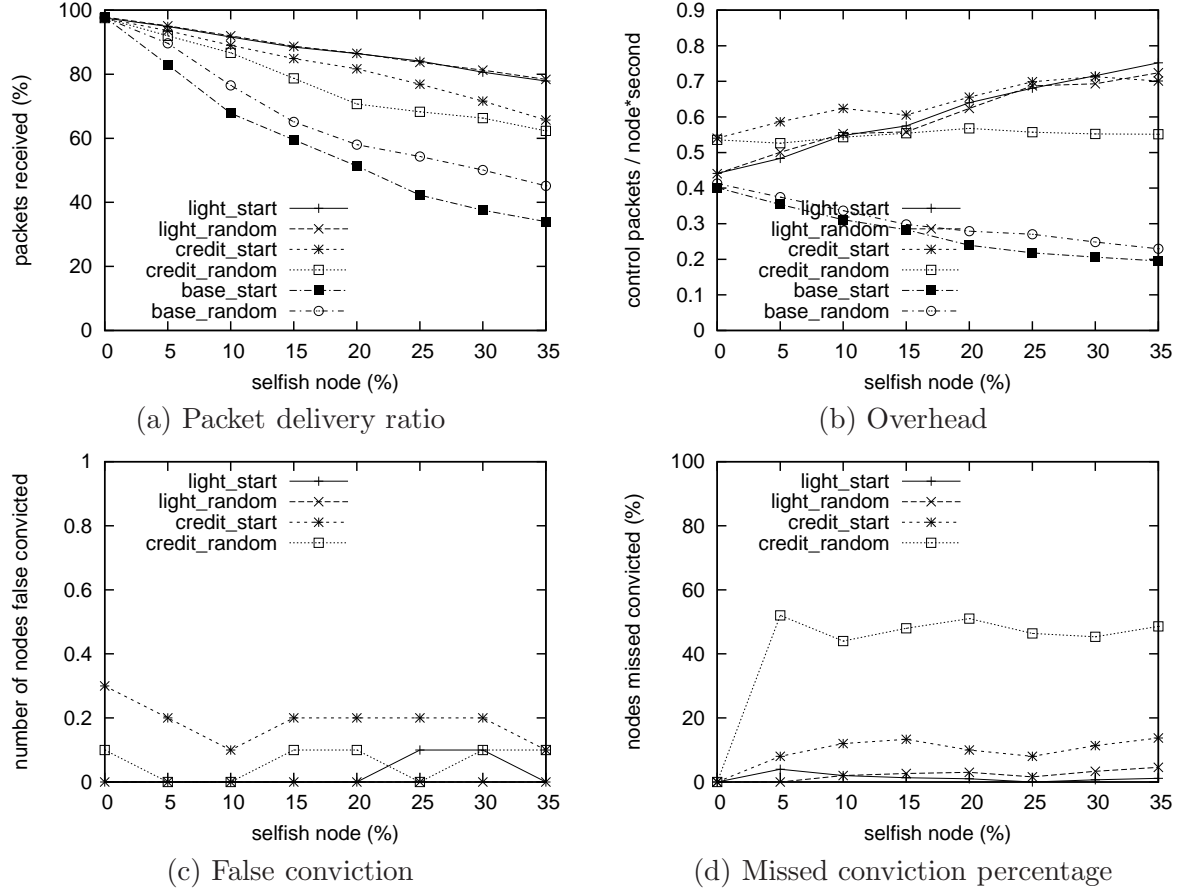 100
80
60
40
20
0
0 5 10 15 20 25 30 35
packets received (%)
selfish node (%)
light_start
light_random
credit_start
credit_random
base_start
base_random
(a) Packet delivery ratio
0.9
0.8
0.7
0.6
0.5
0.4
0.3
0.2
0.1
0
0 5 10 15 20 25 30 35
control packets / node*second
selfish node (%)
light_start
light_random
credit_start
credit_random
base_start
base_random
(b) Overhead
1
0.8
0.6
0.4
0.2
0
0 5 10 15 20 25 30 35
number of nodes false convicted
selfish node (%)
light_start
light_random
credit_start
credit_random
(c) False conviction
100
80
60
40
20
0
0 5 10 15 20 25 30 35
nodes missed convicted (%)
selfish node (%)
light_start
light_random
credit_start
credit_random
(d) Missed conviction percentage